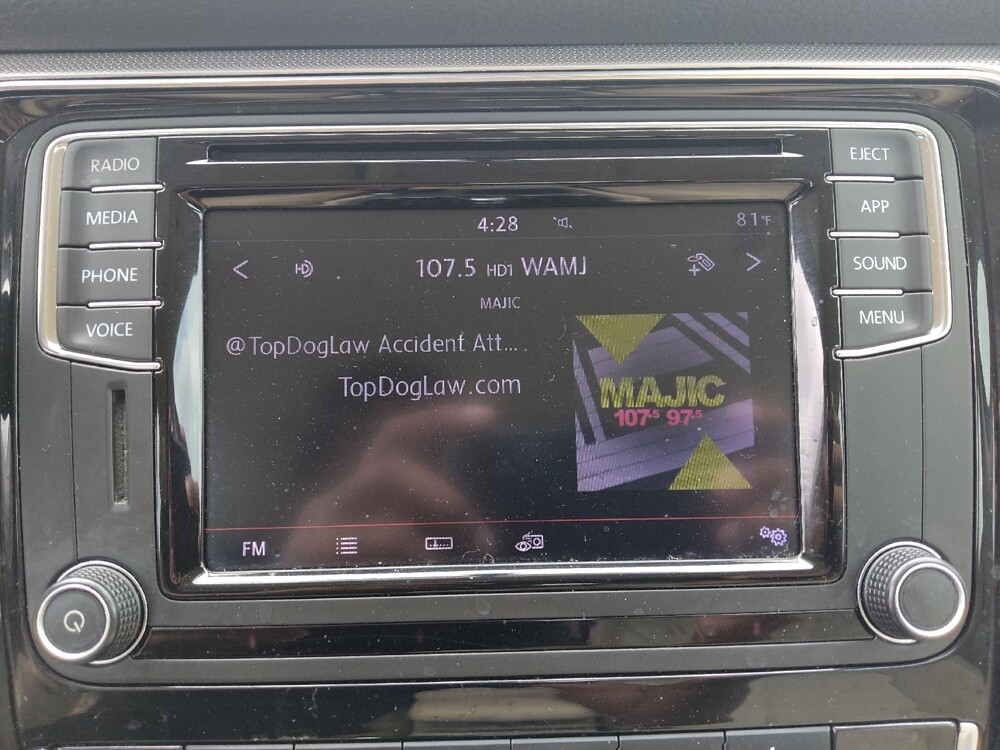 RADIO
MEDIA
PHONE
VOICE
4:28
81°F
HD
107.5 HD1 WAMJ
MAJIC
@TopDogLaw Accident Att...
TopDogLaw.com
MAJIC
107.5 97.5
FM
EJECT
APP
SOUND
MENU